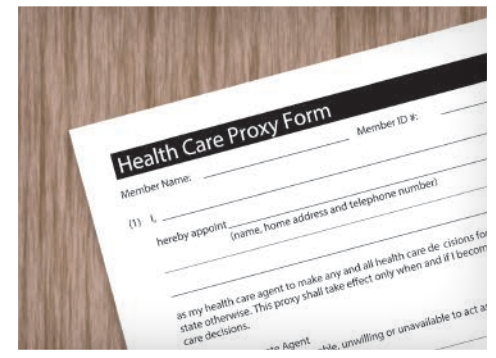 Health Care Proxy Form
Member Name: Member ID #:
(1) I,
hereby appoint
(name, home address and telephone number)
as my health care agent to make any and all health care de cisions for
state otherwise. This proxy shall take effect only when and if I becom
care decisions.
Agent
unwilling or unavailable to act as